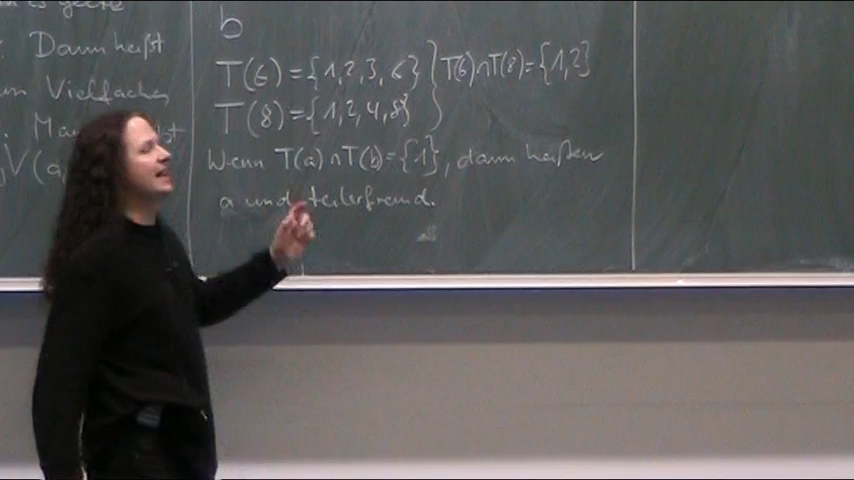 . Dann heißt
Vielfachen
b
T(6)={1,2,3,6} T(6)∩T(8)={1,2}
T(8)={1,2,4,8}
Wenn T(a)∩T(b)={1}, dann heißen
a und teilerfremd.